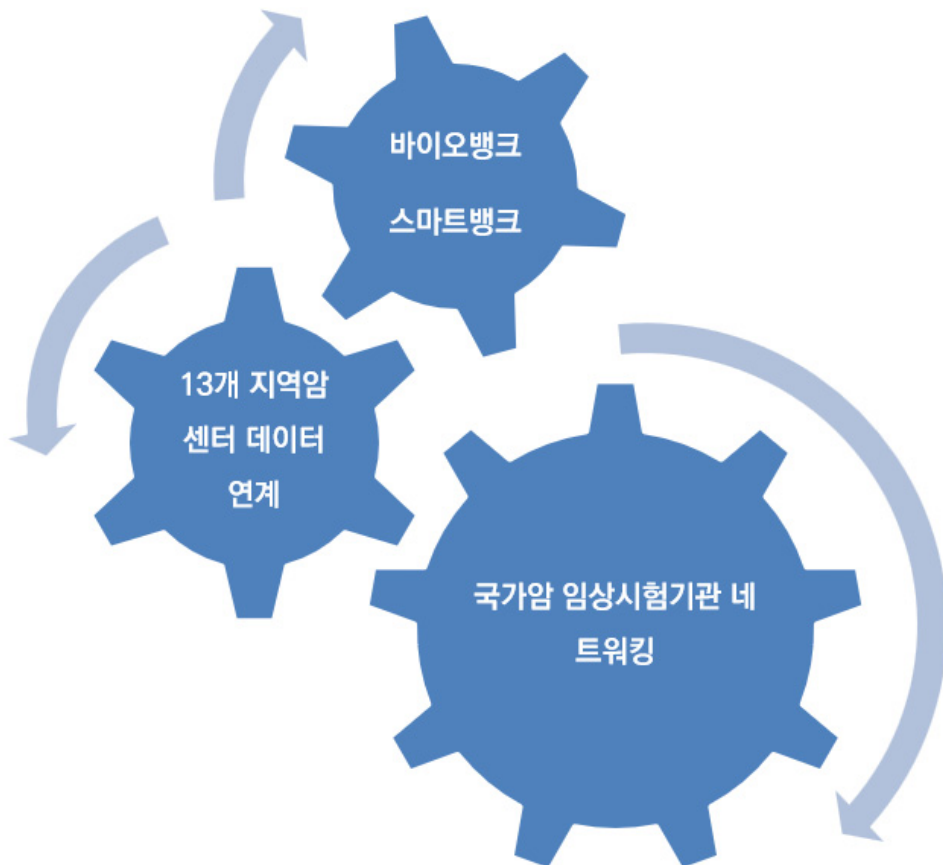 바이오뱅크
스마트뱅크
13개 지역암
센터 데이터
연계
국가암 임상시험기관 네
트워킹